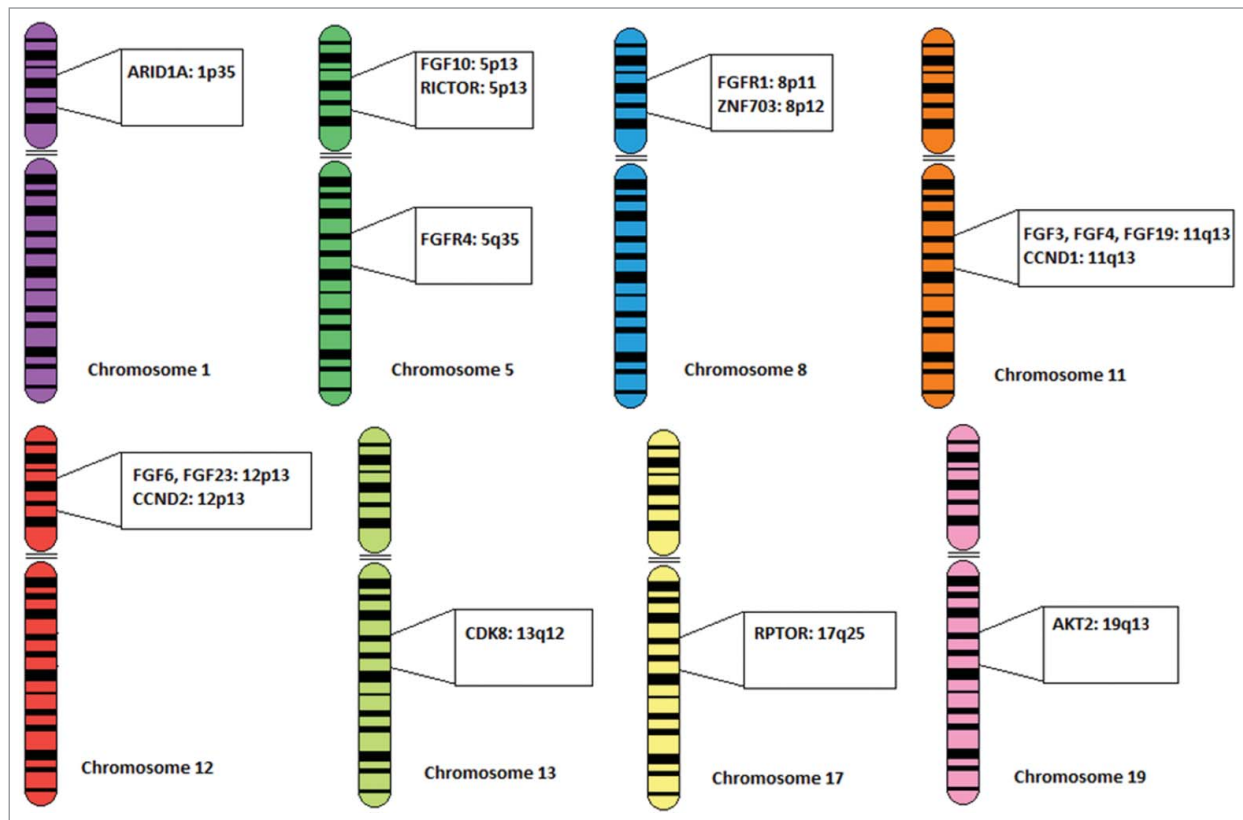 ARID1A: 1p35
FGF10: 5p13
RICTOR: 5p13
FGFR4: 5q35
FGFR1: 8p11
ZNF703: 8p12
FGF3, FGF4, FGF19: 11q13
CCND1: 11q13
Chromosome 1
Chromosome 5
Chromosome 8
Chromosome 11
FGF6, FGF23: 12p13
CCND2: 12p13
CDK8: 13q12
RPTOR: 17q25
AKT2: 19q13
Chromosome 12
Chromosome 13
Chromosome 17
Chromosome 19